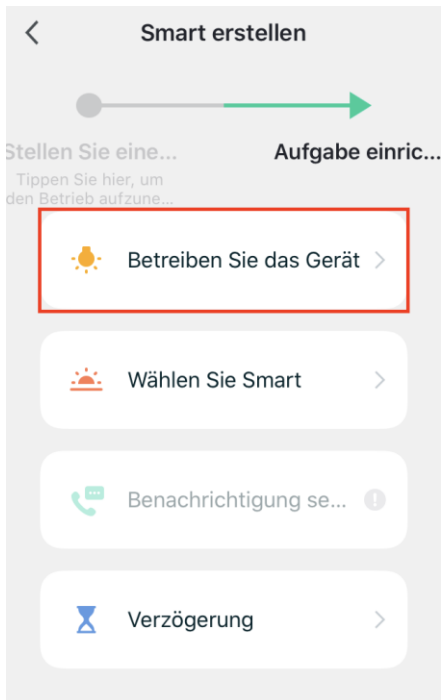 Smart erstellen
Stellen Sie eine...
Aufgabe einric...
Tippen Sie hier, um
den Betrieb aufzune...
Betreiben Sie das Gerät
Wählen Sie Smart
Benachrichtigung se...
Verzögerung